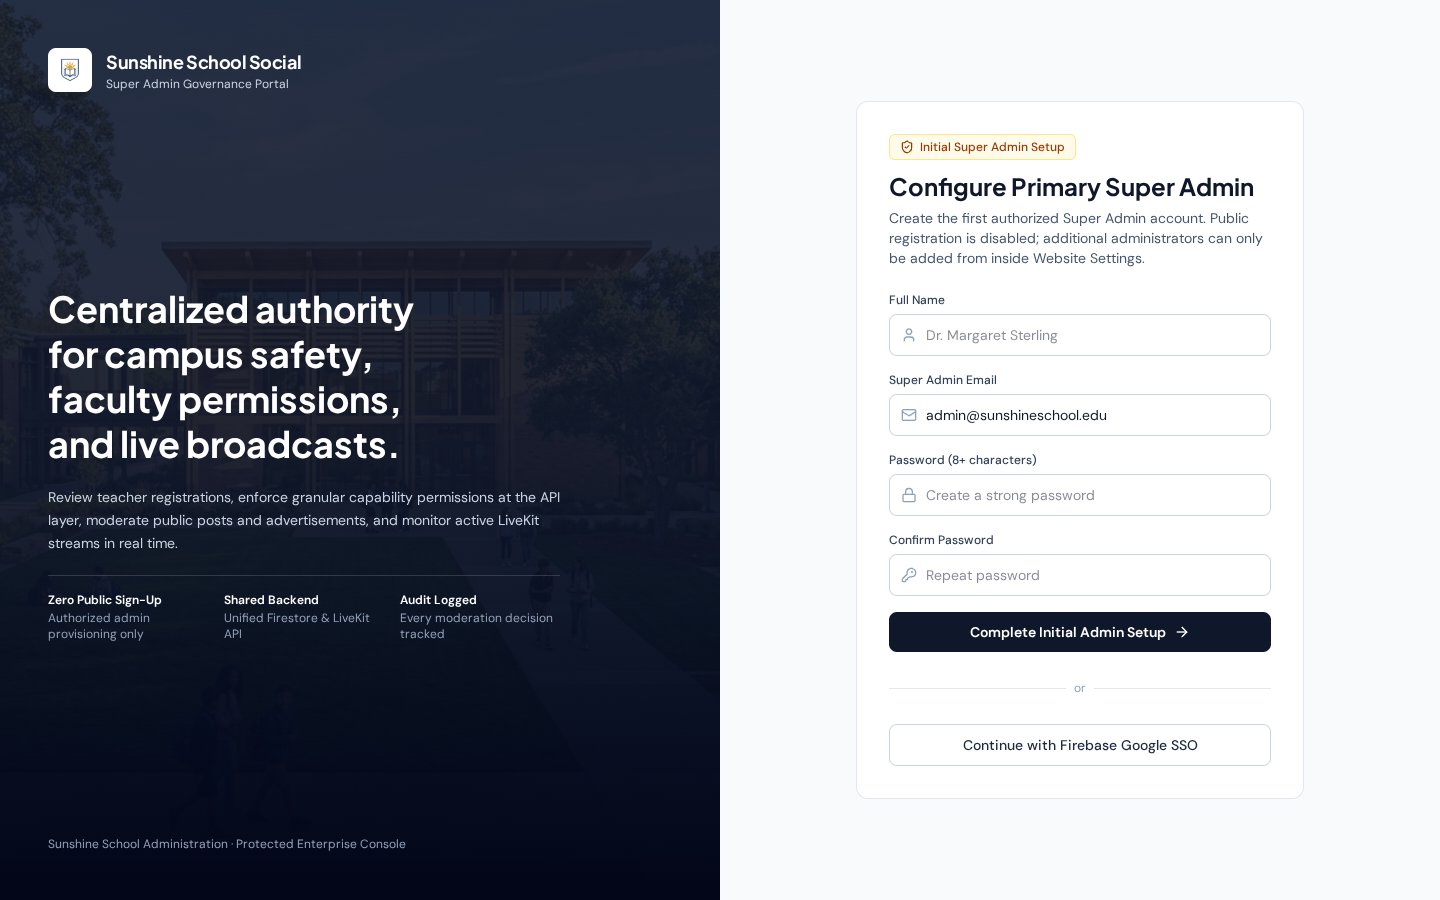 Sunshine School Social
Super Admin Governance Portal
Centralized authority
for campus safety,
faculty permissions,
and live broadcasts.
Review teacher registrations, enforce granular capability permissions at the API
layer, moderate public posts and advertisements, and monitor active LiveKit
streams in real time.
Zero Public Sign-Up
Authorized admin
provisioning only
Shared Backend
Unified Firestore & LiveKit
API
Audit Logged
Every moderation decision
tracked
Sunshine School Administration · Protected Enterprise Console
Initial Super Admin Setup
Configure Primary Super Admin
Create the first authorized Super Admin account. Public
registration is disabled; additional administrators can only
be added from inside Website Settings.
Full Name
Dr. Margaret Sterling
Super Admin Email
admin@sunshineschool.edu
Password (8+ characters)
Create a strong password
Confirm Password
Repeat password
Complete Initial Admin Setup
or
Continue with Firebase Google SSO